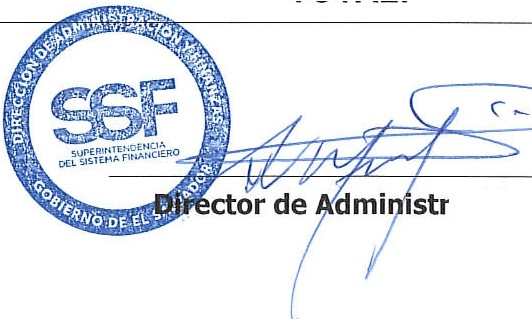 DIRECCIÓN DE ADMINISTRACIÓN Y FINANZAS
SSF
SUPERINTENDENCIA
DEL SISTEMA FINANCIERO
GOBIERNO DE EL SALVADOR
Director de Administr